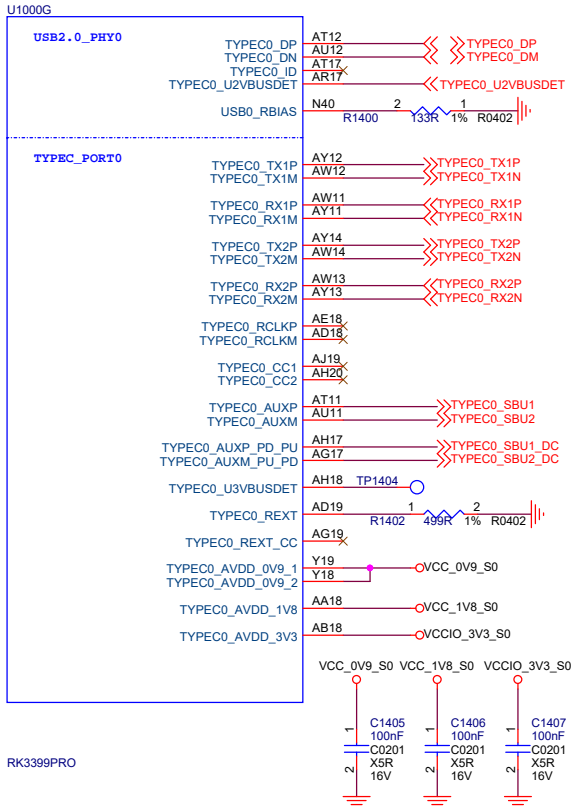 U1000G
USB2.0_PHY0
TYPEC0_DP AT12 TYPEC0_DP
TYPEC0_DN AU12 TYPEC0_DM
TYPEC0_ID AT17
TYPEC0_U2VBUSDET AR17 TYPEC0_U2VBUSDET
USB0_RBIAS N40 2 1
R1400 133R 1% R0402
TYPEC_PORT0
TYPEC0_TX1P AY12 TYPEC0_TX1P
TYPEC0_TX1M AW12 TYPEC0_TX1N
TYPEC0_RX1P AW11 TYPEC0_RX1P
TYPEC0_RX1M AY11 TYPEC0_RX1N
TYPEC0_TX2P AY14 TYPEC0_TX2P
TYPEC0_TX2M AW14 TYPEC0_TX2N
TYPEC0_RX2P AW13 TYPEC0_RX2P
TYPEC0_RX2M AY13 TYPEC0_RX2N
TYPEC0_RCLKP AE18
TYPEC0_RCLKM AD18
TYPEC0_CC1 AJ19
TYPEC0_CC2 AH20
TYPEC0_AUXP AT11 TYPEC0_SBU1
TYPEC0_AUXM AU11 TYPEC0_SBU2
TYPEC0_AUXP_PD_PU AH17 TYPEC0_SBU1_DC
TYPEC0_AUXM_PU_PD AG17 TYPEC0_SBU2_DC
TYPEC0_U3VBUSDET AH18 TP1404
TYPEC0_REXT AD19 1 2
R1402 499R 1% R0402
TYPEC0_REXT_CC AG19
TYPEC0_AVDD_0V9_1 Y19 VCC_0V9_S0
TYPEC0_AVDD_0V9_2 Y18
TYPEC0_AVDD_1V8 AA18 VCC_1V8_S0
TYPEC0_AVDD_3V3 AB18 VCCIO_3V3_S0
VCC_0V9_S0 VCC_1V8_S0 VCCIO_3V3_S0
1 C1405 1 C1406 1 C1407
100nF 100nF 100nF
C0201 C0201 C0201
2 X5R 2 X5R 2 X5R
16V 16V 16V
RK3399PRO